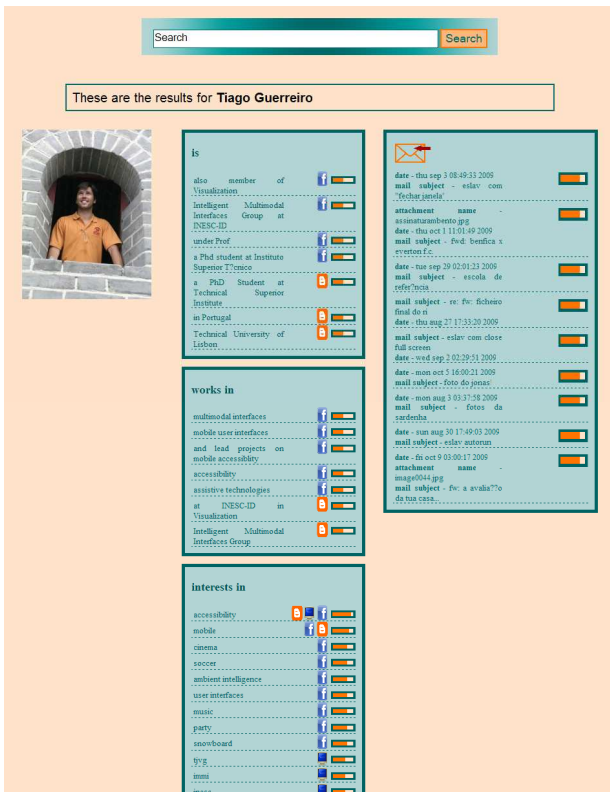 Search
Search
These are the results for Tiago Guerreiro
is
also member of
Visualization
Intelligent Multimodal
Interfaces Group at
INESC-ID
under Prof
a Phd student at Instituto
Superior T?cnico
a PhD Student at
Technical Superior
Institute
in Portugal
Technical University of
Lisbon
works in
multimodal interfaces
mobile user interfaces
and lead projects on
mobile accessiblity
accessibility
assistive technologies
at INESC-ID in
Visualization
Intelligent Multimodal
Interfaces Group
interests in
accessibility
mobile
cinema
soccer
ambient intelligence
user interfaces
music
party
snowboard
tjvg
immi
date - thu sep 3 08:49:33 2009
mail subject - eslav com
"fechar janela"
attachment name -
assinaturambento.jpg
date - thu oct 1 11:01:49 2009
mail subject - fwd: benfica x
everton f.c.
date - tue sep 29 02:01:23 2009
mail subject - escola de
refer?ncia
mail subject - re: fw: ficheiro
final do ri
date - thu aug 27 17:33:20 2009
mail subject - eslav com close
full screen
date - wed sep 2 02:29:51 2009
date - mon oct 5 16:00:21 2009
mail subject - foto do jonas!
date - mon aug 3 03:37:58 2009
mail subject - fotos da
sardenha
date - sun aug 30 17:49:03 2009
mail subject - eslav autorun
date - fri oct 9 03:00:17 2009
attachment name -
image0044.jpg
mail subject - fw: a avalia??o
da tua casa...